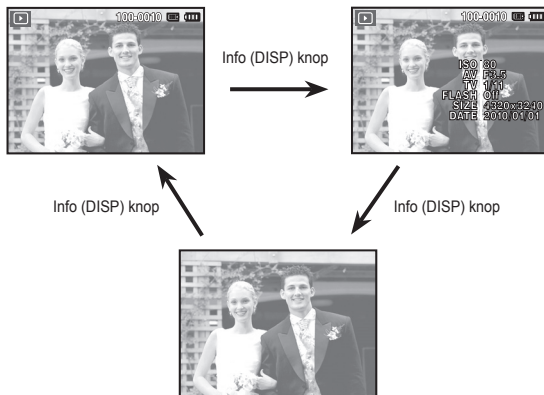 100-0010
Info (DISP) knop
100-0010
ISO 80
AV F3.5
TV 1/11
FLASH Off
SIZE 4320x3240
DATE 2010/01/01
Info (DISP) knop
Info (DISP) knop